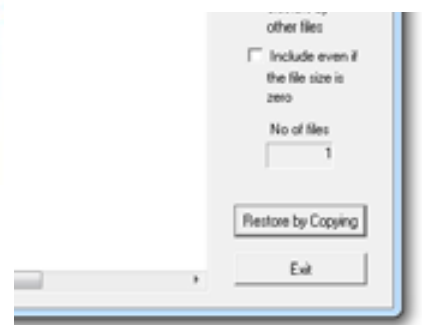 other files
Include even if
the file size is
zero
No of files
1
Restore by Copying
Exit